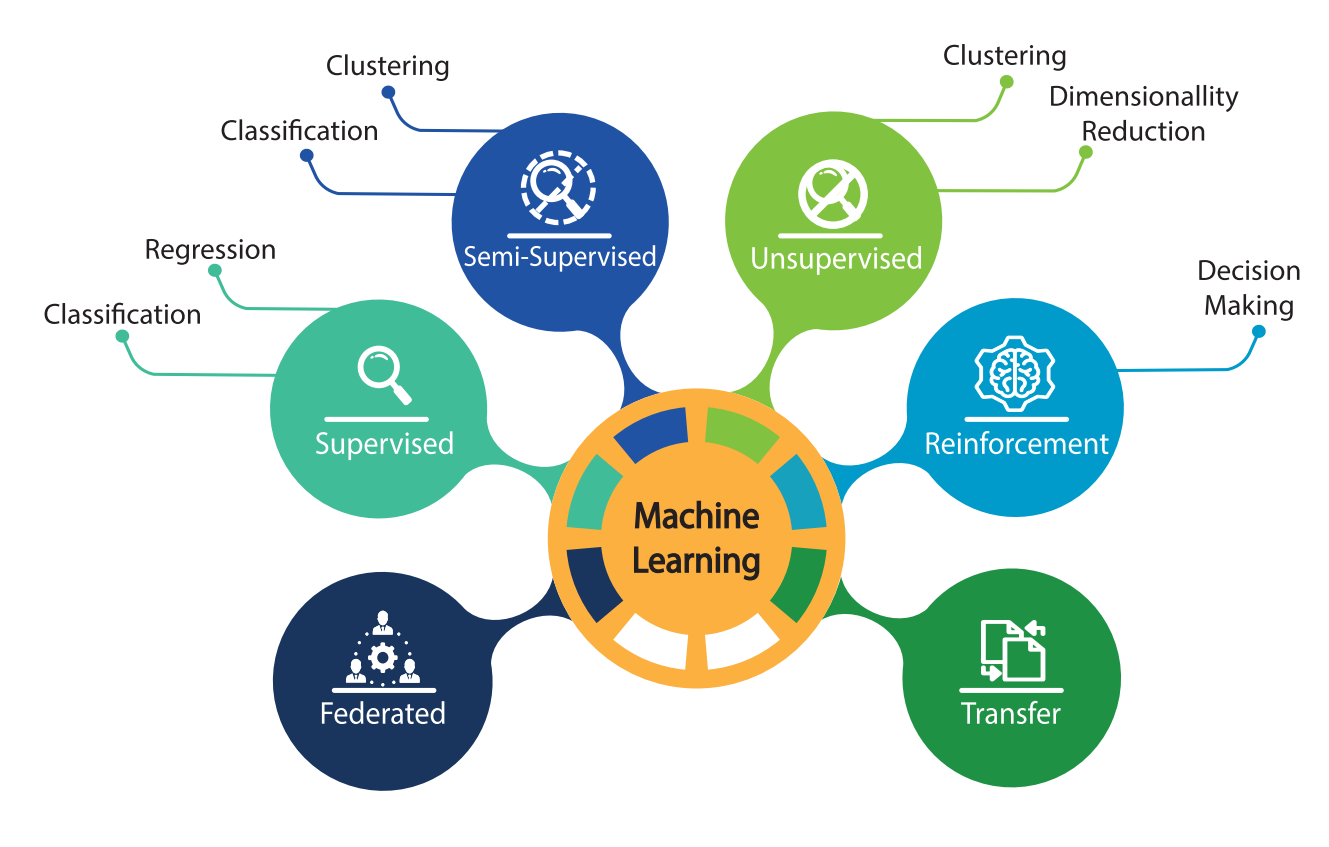 Clustering
Classification
Semi-Supervised
Clustering
Dimensionallity
Reduction
Unsupervised
Regression
Classification
Supervised
Decision
Making
Reinforcement
Machine
Learning
Federated
Transfer